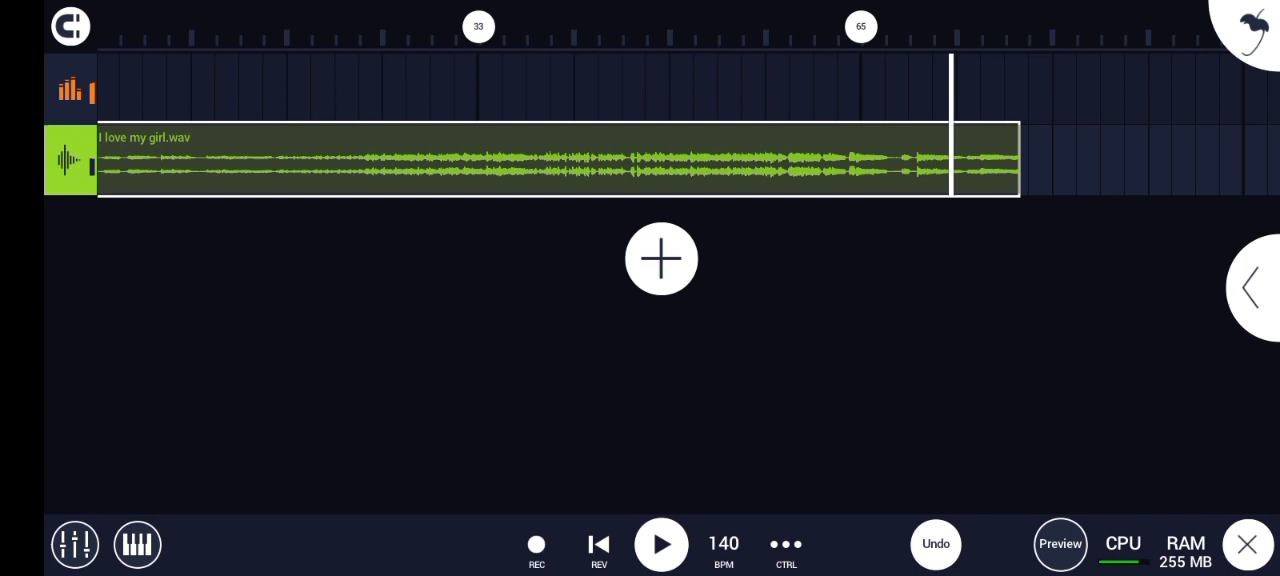 33
65
I love my girl.wav
140
REC
REV
BPM
CTRL
Undo
Preview
CPU
RAM
255 MB